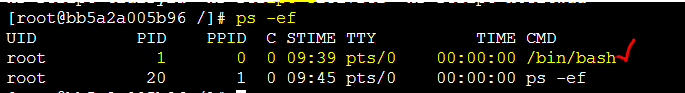 [root@bb5a2a005b96 /]# ps -ef
UID PID PPID C STIME TTY TIME CMD
root 1 0 0 09:39 pts/0 00:00:00 /bin/bash
root 20 1 0 09:45 pts/0 00:00:00 ps -ef